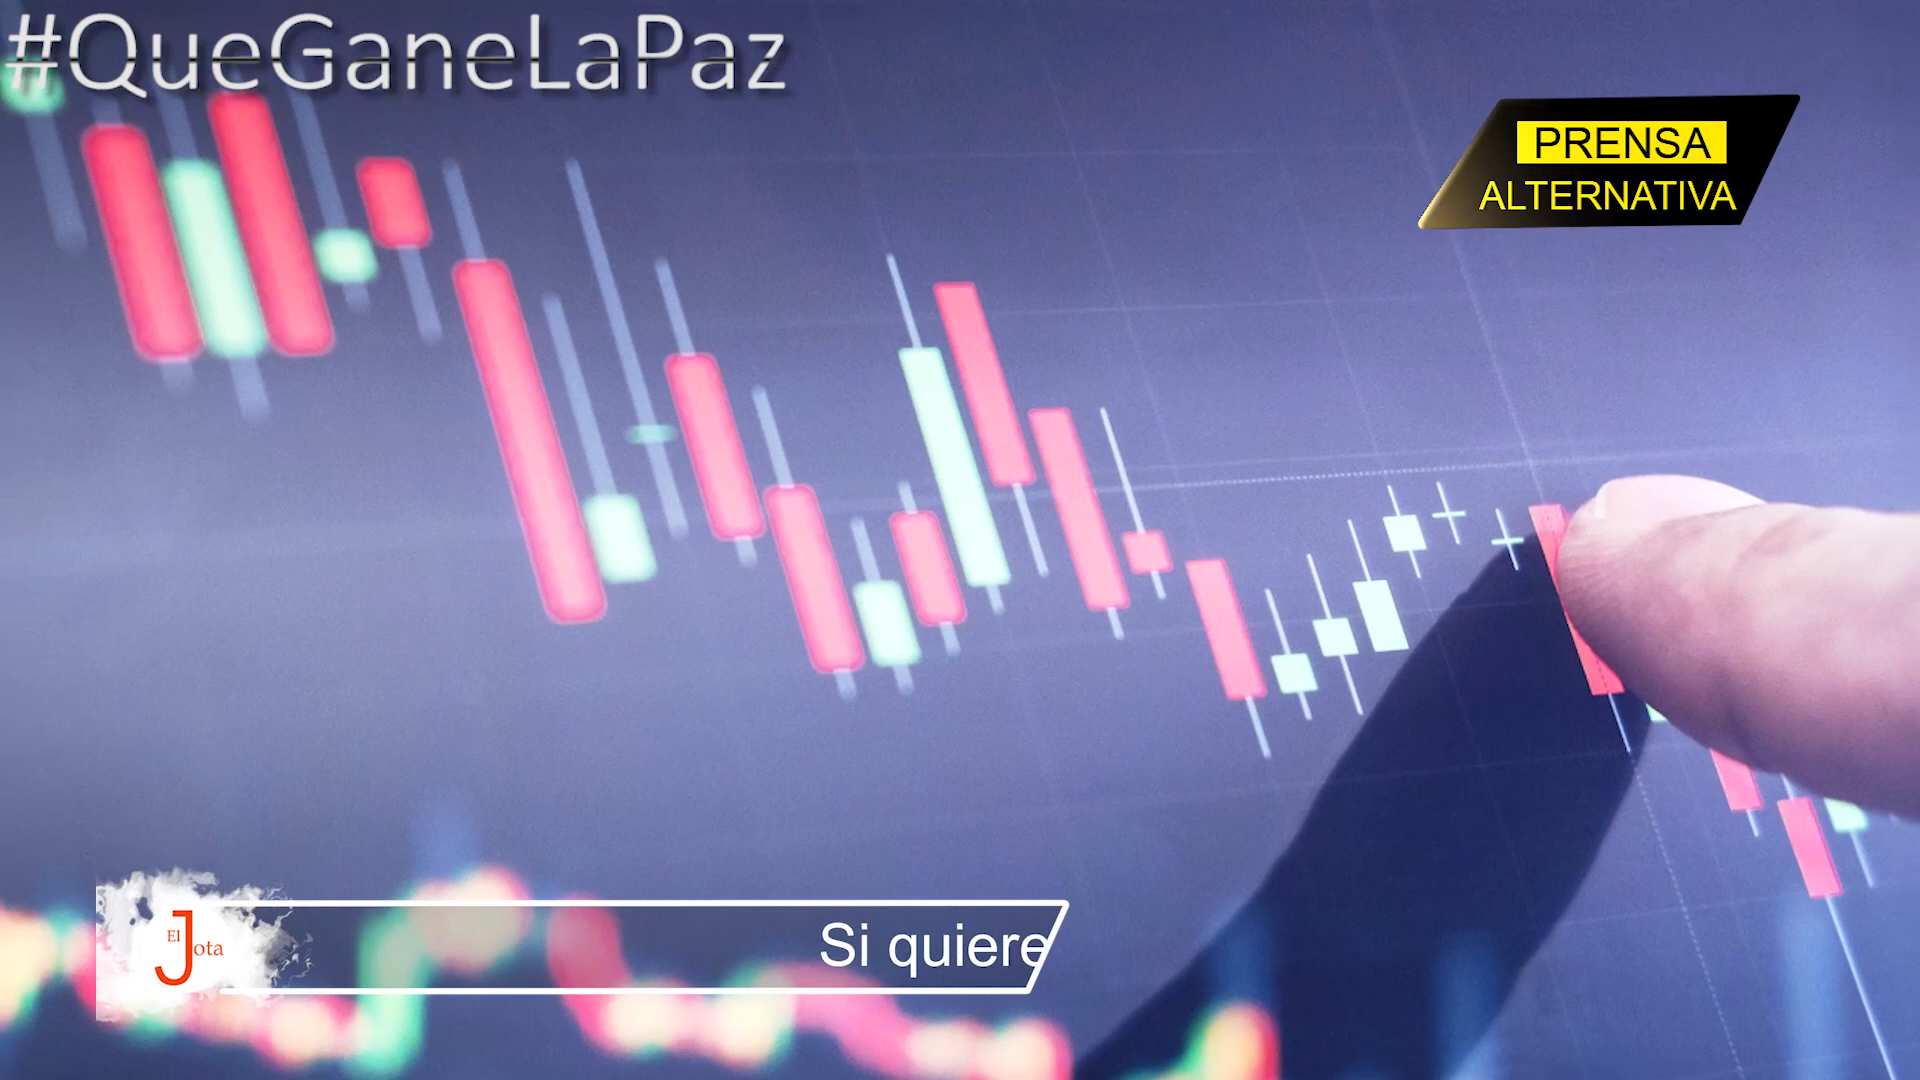 #QueGaneLaPaz
PRENSA
ALTERNATIVA
El Jota
Si quiere